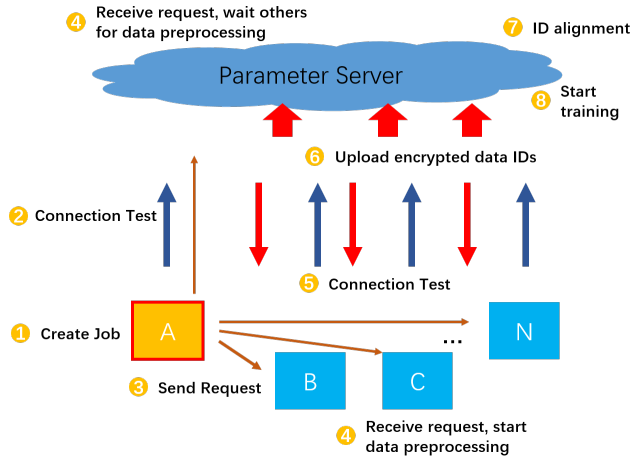 4 Receive request, wait others
for data preprocessing
7 ID alignment
Parameter Server
8 Start
training
6 Upload encrypted data IDs
2 Connection Test
5 Connection Test
1 Create Job
A
N
...
3 Send Request
B
C
4 Receive request, start
data preprocessing